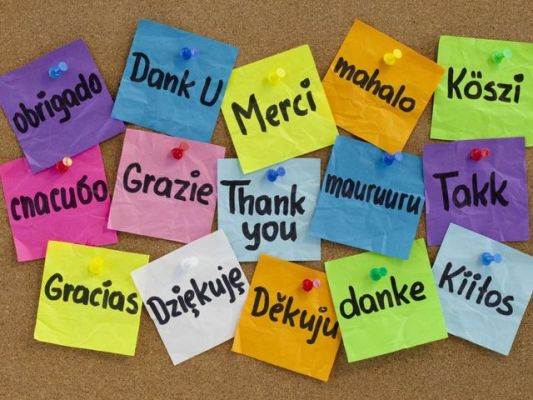 obrigado
Dank U
Merci
mahalo
Köszi
спасибо
Grazie
Thank
you
mauruuru
Takk
Gracias
Dziękuję
Děkuju
danke
Kiitos